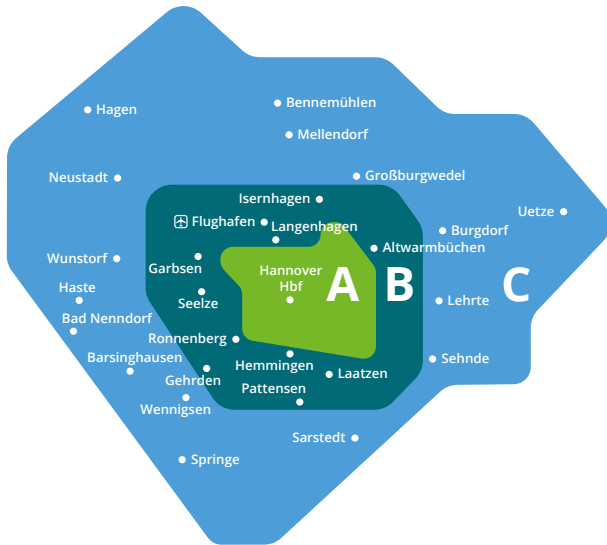 Bennemühlen
Hagen
Mellendorf
Großburgwedel
Neustadt
Isernhagen
Uetze
Flughafen
Langenhagen
Burgdorf
Altwarmbüchen
Wunstorf
Garbsen
Hannover
Hbf
A
B
C
Haste
Seelze
Lehrte
Bad Nenndorf
Ronnenberg
Barsinghausen
Hemmingen
Sehnde
Laatzen
Gehrden
Pattensen
Wennigsen
Sarstedt
Springe